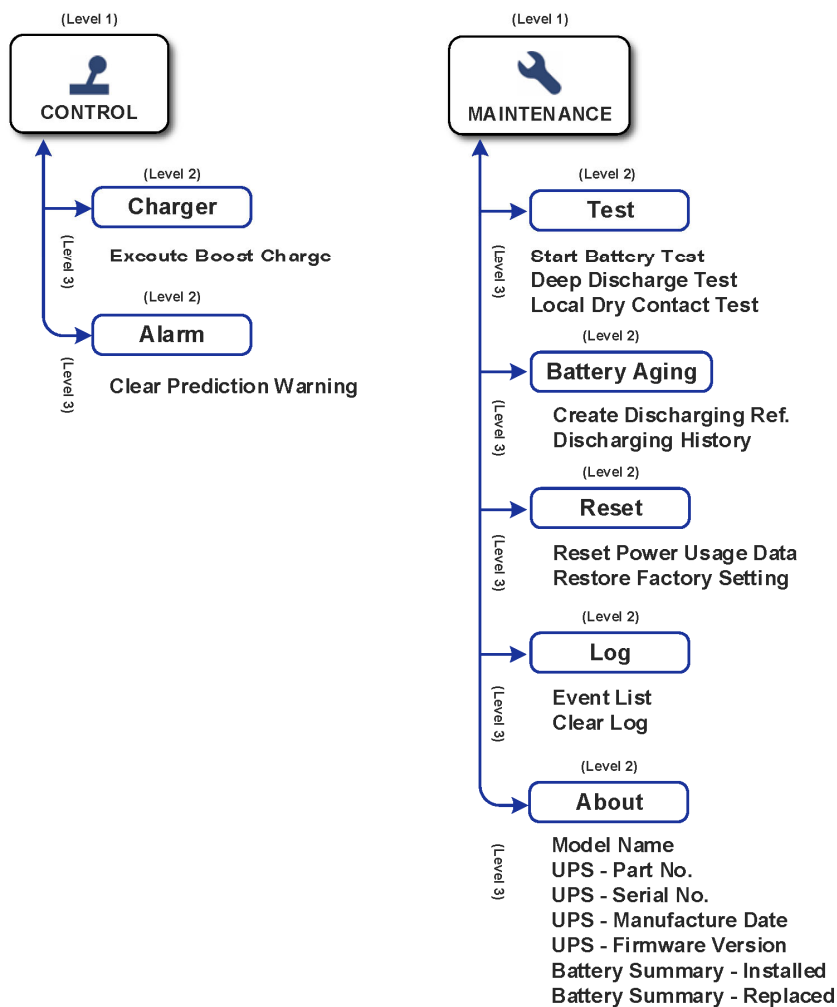 (Level 1)
CONTROL
(Level 2)
Charger
(Level 3)
Execute Boost Charge
(Level 2)
Alarm
(Level 3)
Clear Prediction Warning
(Level 1)
MAINTENANCE
(Level 2)
Test
(Level 3)
Start Battery Test
Deep Discharge Test
Local Dry Contact Test
(Level 2)
Battery Aging
(Level 3)
Create Discharging Ref.
Discharging History
(Level 2)
Reset
(Level 3)
Reset Power Usage Data
Restore Factory Setting
(Level 2)
Log
(Level 3)
Event List
Clear Log
(Level 2)
About
(Level 3)
Model Name
UPS - Part No.
UPS - Serial No.
UPS - Manufacture Date
UPS - Firmware Version
Battery Summary - Installed
Battery Summary - Replaced